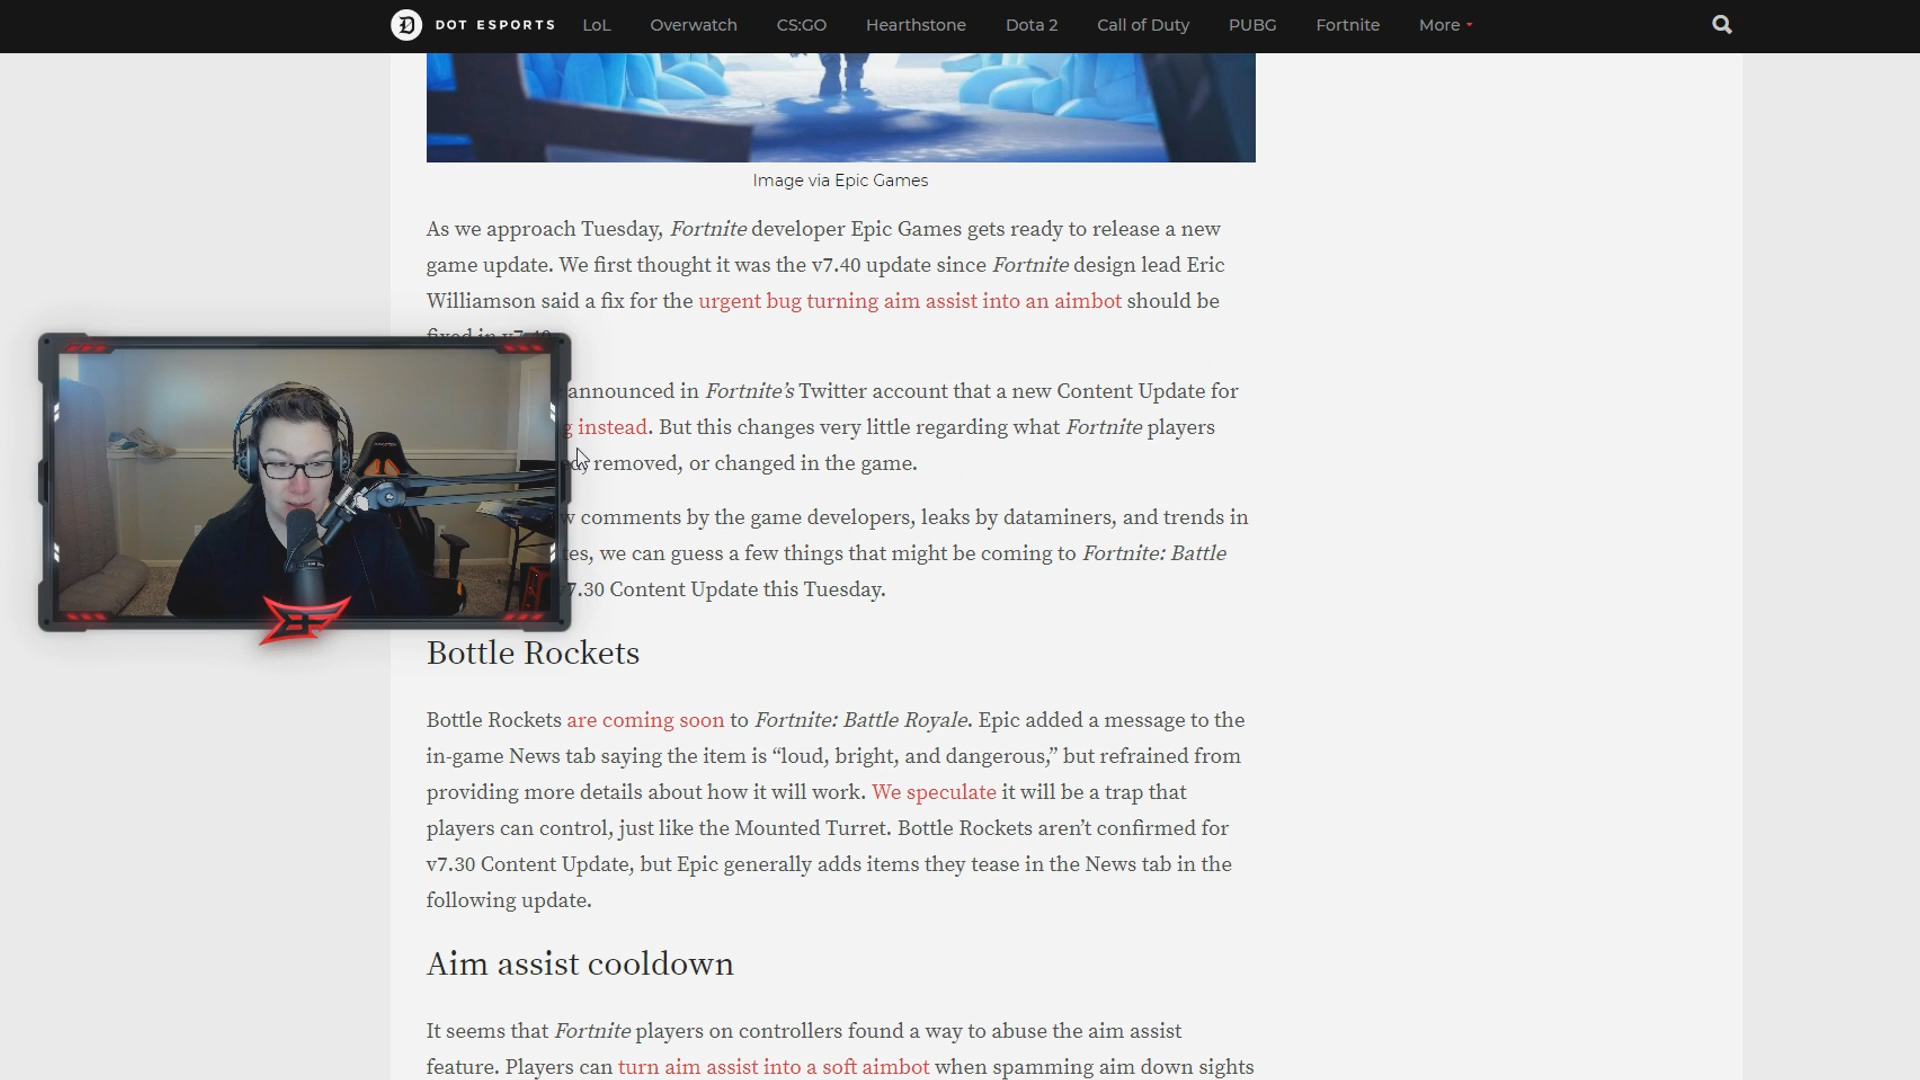 DOT ESPORTS LoL Overwatch CS:GO Hearthstone Dota 2 Call of Duty PUBG Fortnite More
Image via Epic Games
As we approach Tuesday, Fortnite developer Epic Games gets ready to release a new
game update. We first thought it was the v7.40 update since Fortnite design lead Eric
Williamson said a fix for the urgent bug turning aim assist into an aimbot should be
fixed in v7.40
announced in Fortnite’s Twitter account that a new Content Update for
instead. But this changes very little regarding what Fortnite players
removed, or changed in the game.
comments by the game developers, leaks by dataminers, and trends in
we can guess a few things that might be coming to Fortnite: Battle
v7.30 Content Update this Tuesday.
Bottle Rockets
Bottle Rockets are coming soon to Fortnite: Battle Royale. Epic added a message to the
in-game News tab saying the item is “loud, bright, and dangerous,” but refrained from
providing more details about how it will work. We speculate it will be a trap that
players can control, just like the Mounted Turret. Bottle Rockets aren’t confirmed for
v7.30 Content Update, but Epic generally adds items they tease in the News tab in the
following update.
Aim assist cooldown
It seems that Fortnite players on controllers found a way to abuse the aim assist
feature. Players can turn aim assist into a soft aimbot when spamming aim down sights